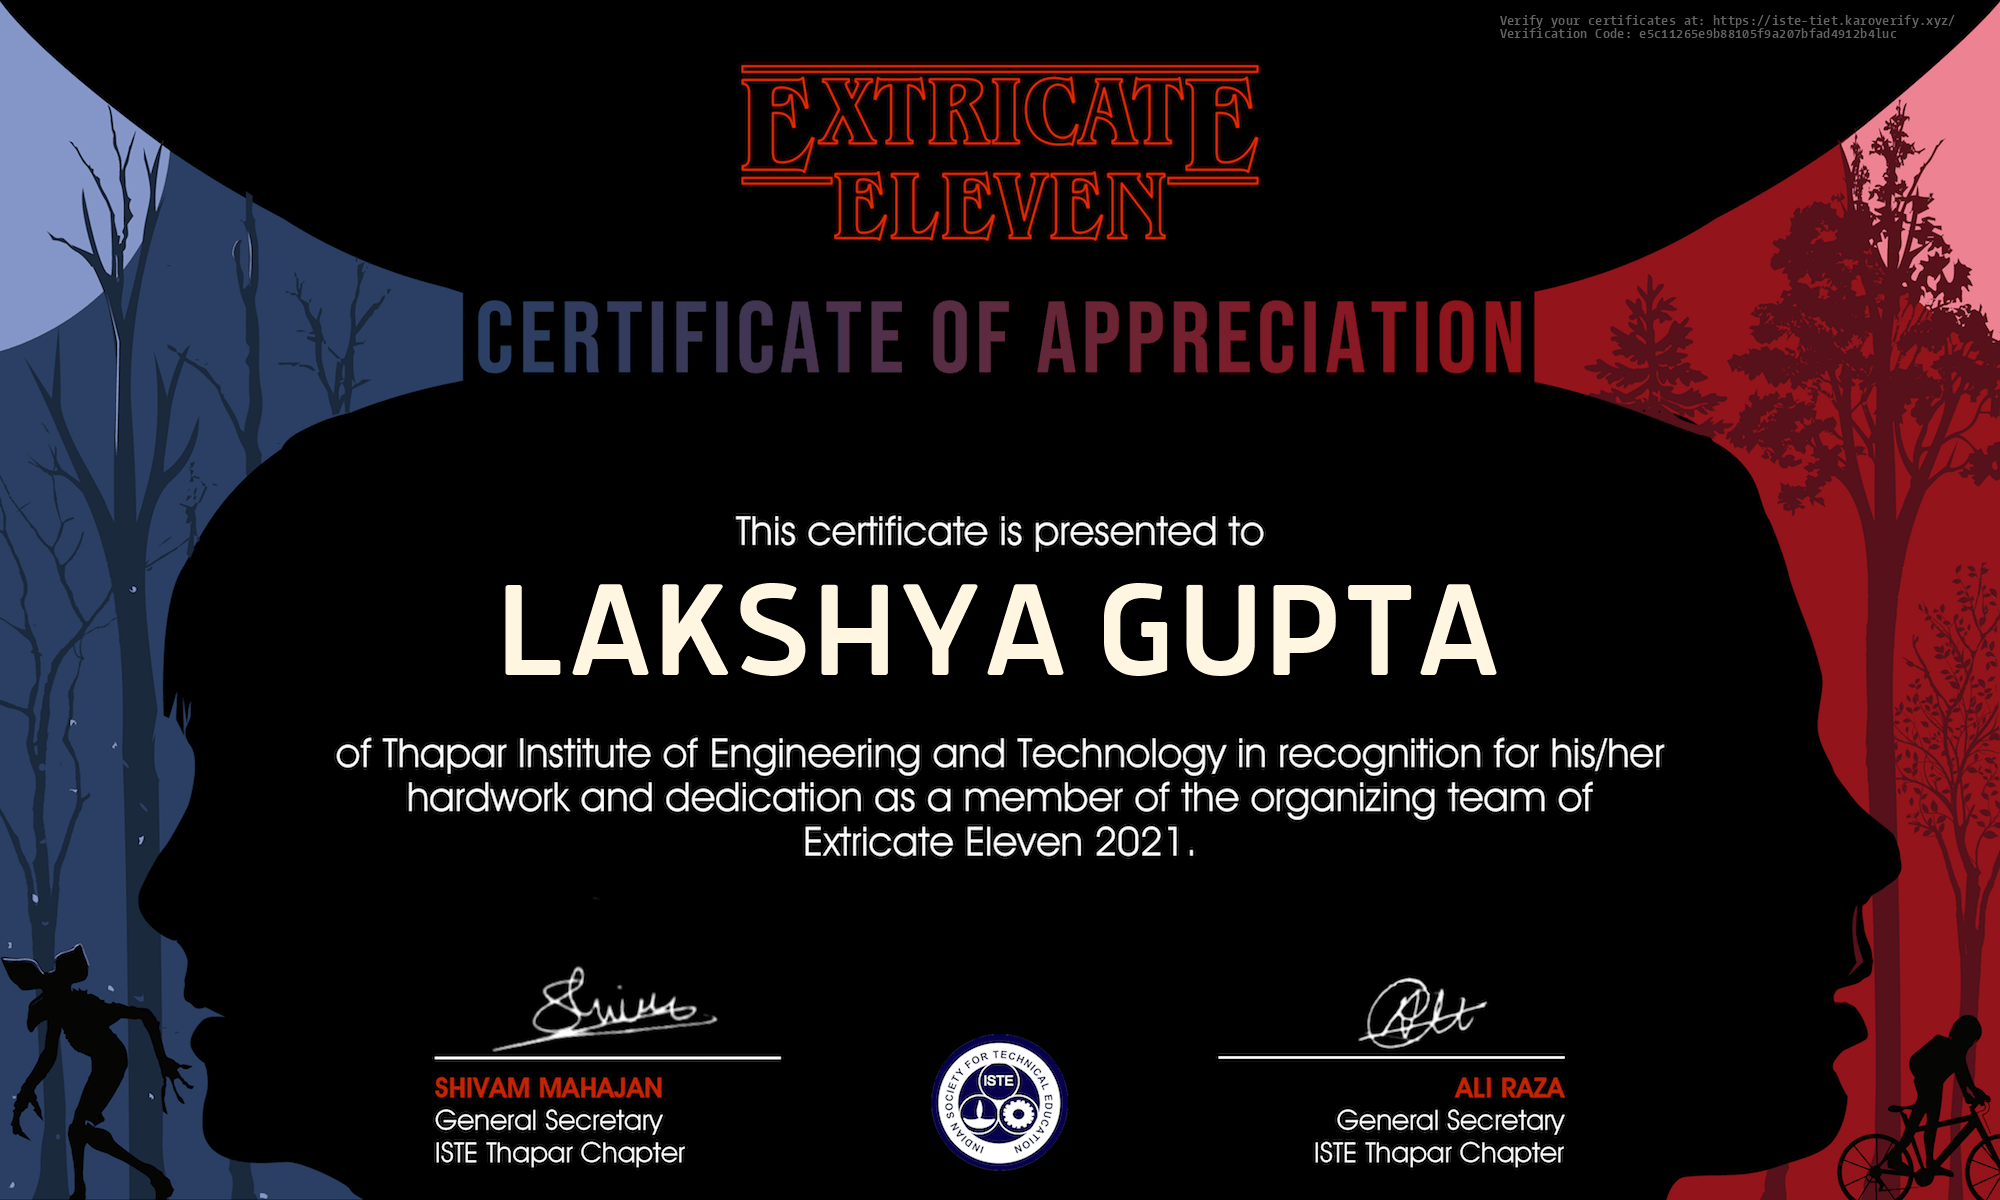 Verify your certificates at: https://iste-tiet.karoverify.xyz/
Verification Code: e5c11265e9b88105f9a207bfad4912b4luc
EXTRICATE
ELEVEN
CERTIFICATE OF APPRECIATION
This certificate is presented to
LAKSHYA GUPTA
of Thapar Institute of Engineering and Technology in recognition for his/her
hardwork and dedication as a member of the organizing team of
Extricate Eleven 2021.
SHIVAM MAHAJAN
General Secretary
ISTE Thapar Chapter
INDIAN SOCIETY FOR TECHNICAL EDUCATION
ISTE
ALI RAZA
General Secretary
ISTE Thapar Chapter